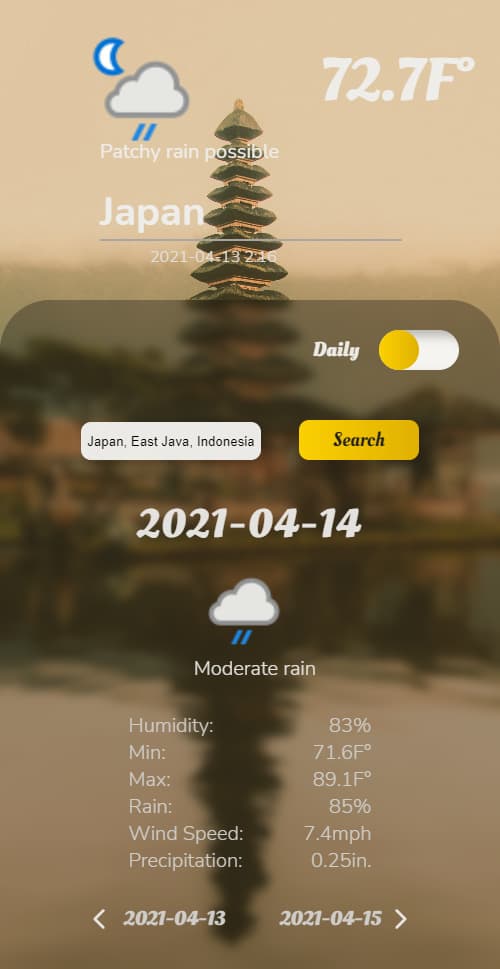 72.7F°
Patchy rain possible
Japan
2021-04-13 2:16
Daily
Japan, East Java, Indonesia
Search
2021-04-14
Moderate rain
Humidity: 83%
Min: 71.6F°
Max: 89.1F°
Rain: 85%
Wind Speed: 7.4mph
Precipitation: 0.25in.
2021-04-13 2021-04-15